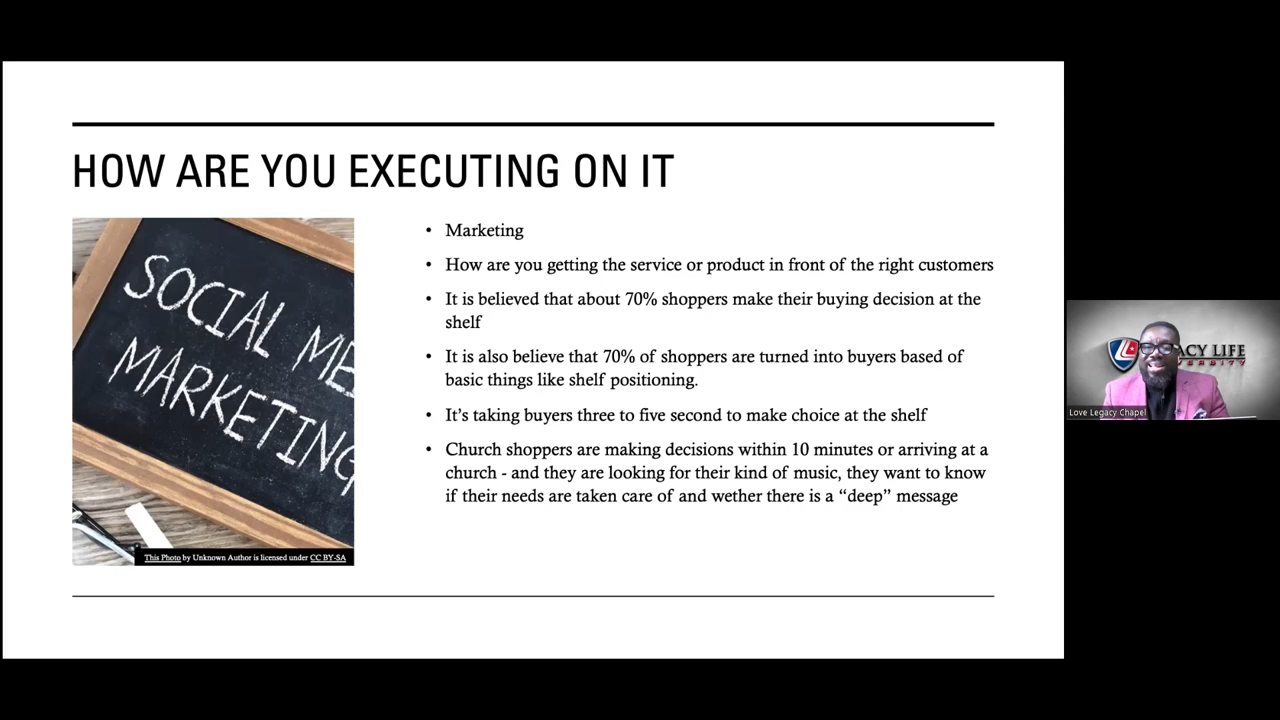 HOW ARE YOU EXECUTING ON IT
SOCIAL ME
MARKETING
This Photo by Unknown Author is licensed under CC BY-SA
• Marketing
• How are you getting the service or product in front of the right customers
• It is believed that about 70% shoppers make their buying decision at the
shelf
• It is also believe that 70% of shoppers are turned into buyers based of
basic things like shelf positioning.
• It’s taking buyers three to five second to make choice at the shelf
• Church shoppers are making decisions within 10 minutes or arriving at a
church - and they are looking for their kind of music, they want to know
if their needs are taken care of and wether there is a “deep” message
ACY LIFE
Love Legacy Chapel